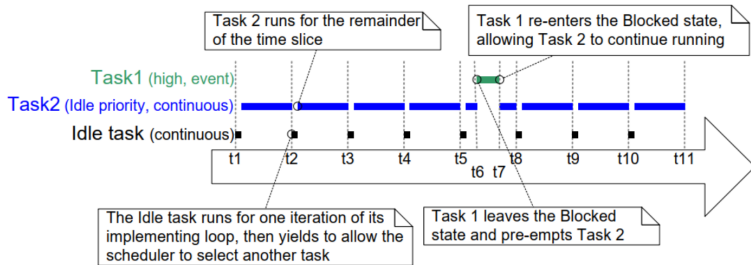 Task 2 runs for the remainder
of the time slice
Task 1 re-enters the Blocked state,
allowing Task 2 to continue running
Task1 (high, event)
Task2 (Idle priority, continuous)
Idle task (continuous)
t1 t2 t3 t4 t5 t6 t7 t8 t9 t10 t11
The Idle task runs for one iteration of its
implementing loop, then yields to allow the
scheduler to select another task
Task 1 leaves the Blocked
state and pre-empts Task 2